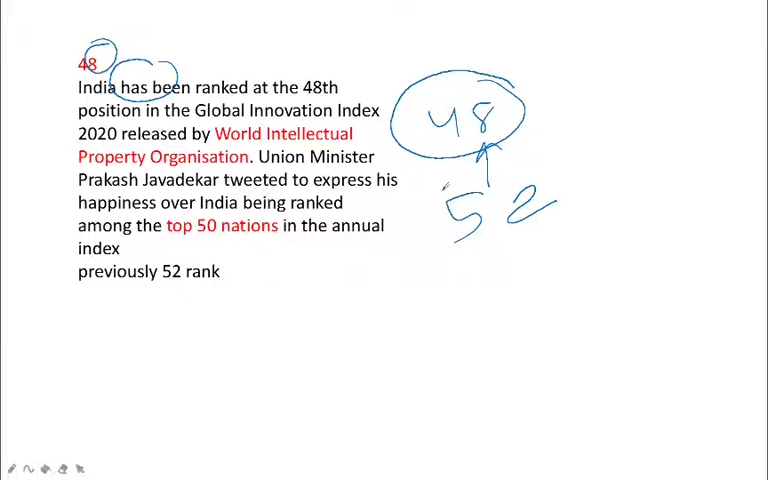 48
India has been ranked at the 48th
position in the Global Innovation Index
2020 released by World Intellectual
Property Organisation. Union Minister
Prakash Javadekar tweeted to express his
happiness over India being ranked
among the top 50 nations in the annual
index
previously 52 rank
48
52